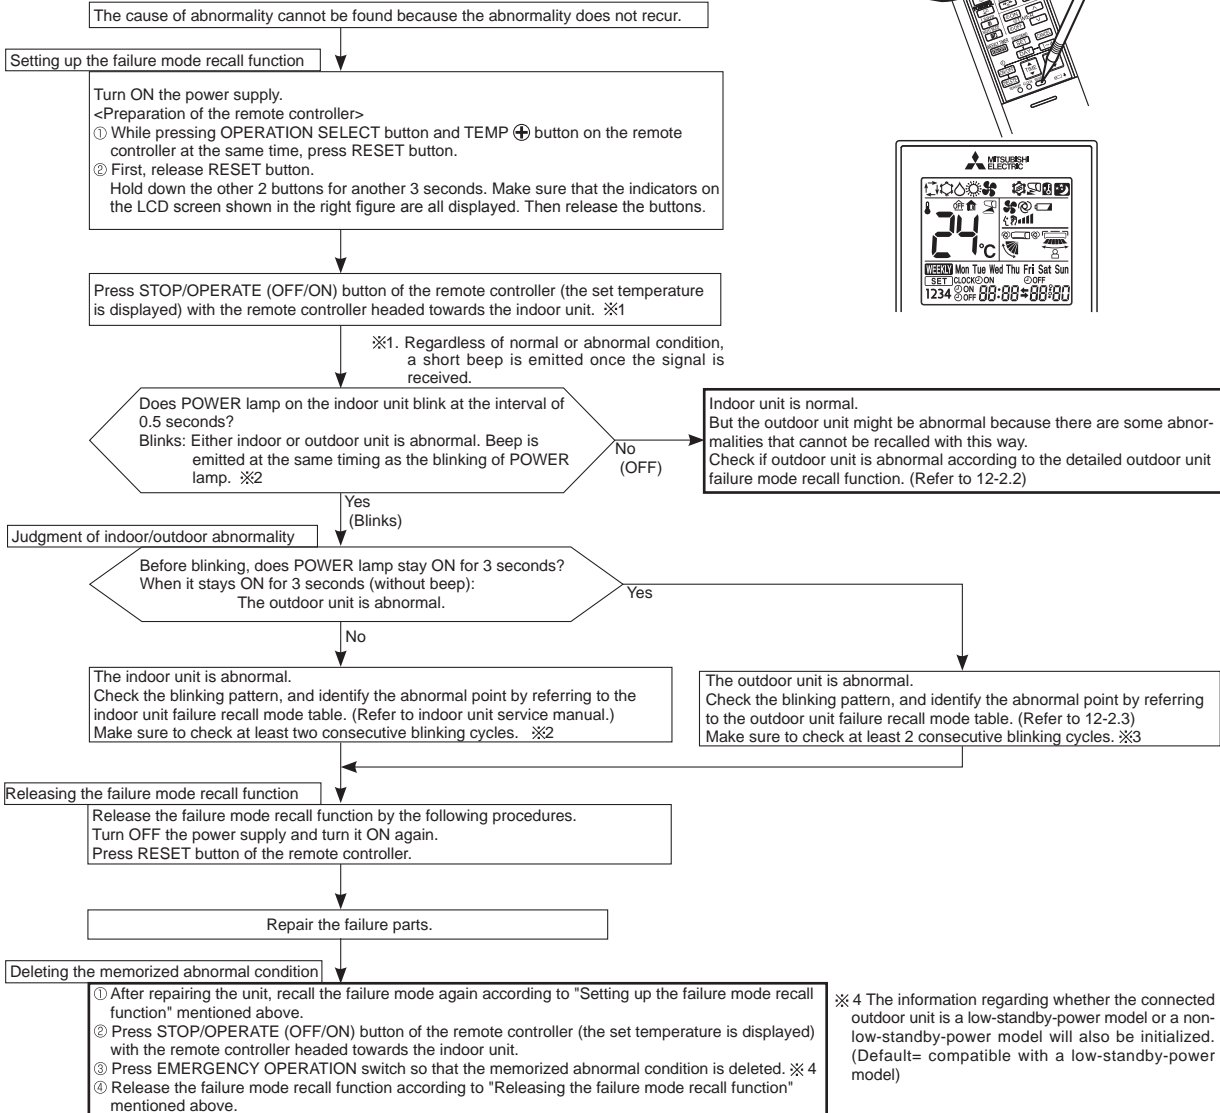 The cause of abnormality cannot be found because the abnormality does not recur.
Setting up the failure mode recall function
Turn ON the power supply.
<Preparation of the remote controller>
① While pressing OPERATION SELECT button and TEMP ⊕ button on the remote
controller at the same time, press RESET button.
② First, release RESET button.
Hold down the other 2 buttons for another 3 seconds. Make sure that the indicators on
the LCD screen shown in the right figure are all displayed. Then release the buttons.
MITSUBISHI
ELECTRIC
24°C
WEEKLY Mon Tue Wed Thu Fri Sat Sun
SET CLOCK ON OFF
1234 ON OFF 88:88 88:80
Press STOP/OPERATE (OFF/ON) button of the remote controller (the set temperature
is displayed) with the remote controller headed towards the indoor unit. ※1
※1. Regardless of normal or abnormal condition,
a short beep is emitted once the signal is
received.
Does POWER lamp on the indoor unit blink at the interval of
0.5 seconds?
Blinks: Either indoor or outdoor unit is abnormal. Beep is
emitted at the same timing as the blinking of POWER
lamp. ※2
No
(OFF)
Indoor unit is normal.
But the outdoor unit might be abnormal because there are some abnor-
malities that cannot be recalled with this way.
Check if outdoor unit is abnormal according to the detailed outdoor unit
failure mode recall function. (Refer to 12-2.2)
Yes
(Blinks)
Judgment of indoor/outdoor abnormality
Before blinking, does POWER lamp stay ON for 3 seconds?
When it stays ON for 3 seconds (without beep):
The outdoor unit is abnormal.
Yes
No
The indoor unit is abnormal.
Check the blinking pattern, and identify the abnormal point by referring to the
indoor unit failure recall mode table. (Refer to indoor unit service manual.)
Make sure to check at least two consecutive blinking cycles. ※2
The outdoor unit is abnormal.
Check the blinking pattern, and identify the abnormal point by referring
to the outdoor unit failure recall mode table. (Refer to 12-2.3)
Make sure to check at least 2 consecutive blinking cycles. ※3
Releasing the failure mode recall function
Release the failure mode recall function by the following procedures.
Turn OFF the power supply and turn it ON again.
Press RESET button of the remote controller.
Repair the failure parts.
Deleting the memorized abnormal condition
① After repairing the unit, recall the failure mode again according to "Setting up the failure mode recall
function" mentioned above.
② Press STOP/OPERATE (OFF/ON) button of the remote controller (the set temperature is displayed)
with the remote controller headed towards the indoor unit.
③ Press EMERGENCY OPERATION switch so that the memorized abnormal condition is deleted. ※ 4
④ Release the failure mode recall function according to "Releasing the failure mode recall function"
mentioned above.
※ 4 The information regarding whether the connected
outdoor unit is a low-standby-power model or a non-
low-standby-power model will also be initialized.
(Default= compatible with a low-standby-power
model)